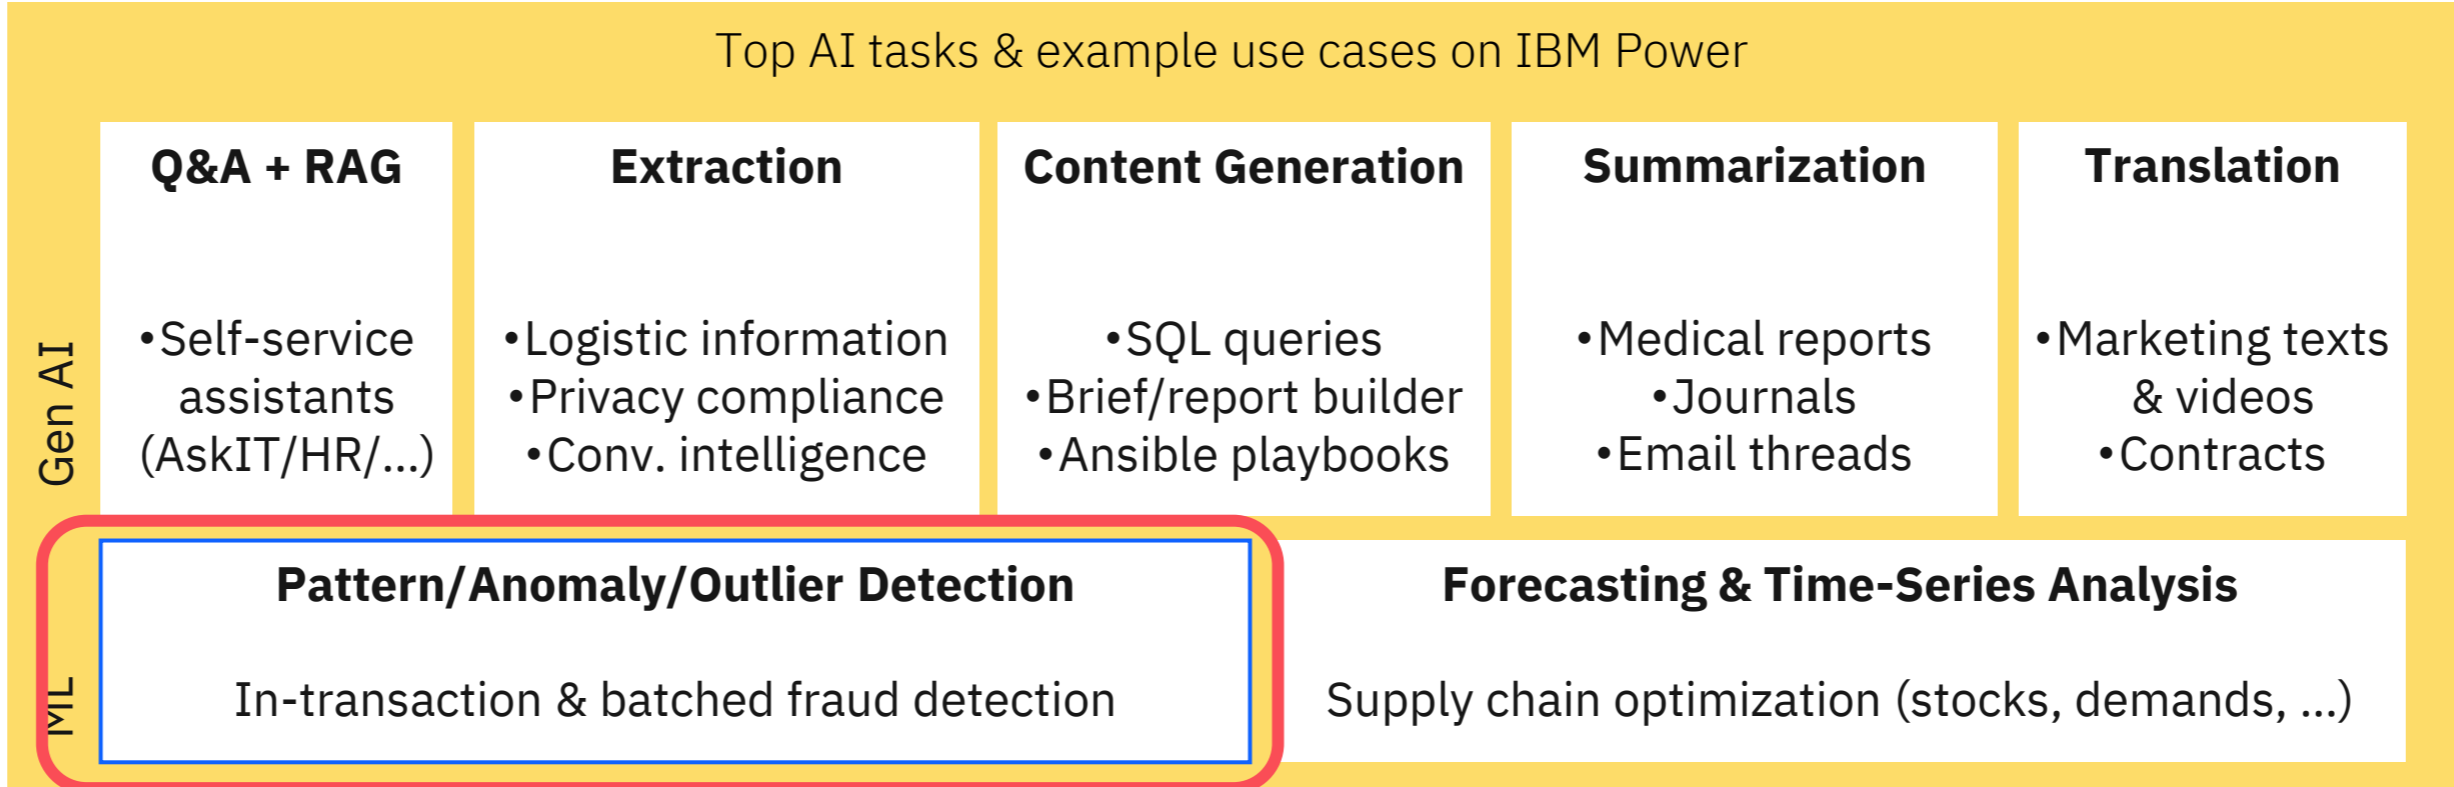 Top AI tasks & example use cases on IBM Power
Gen AI
Q&A + RAG
•Self-service
assistants
(AskIT/HR/...)
Extraction
•Logistic information
•Privacy compliance
•Conv. intelligence
Content Generation
•SQL queries
•Brief/report builder
•Ansible playbooks
Summarization
•Medical reports
•Journals
•Email threads
Translation
•Marketing texts
& videos
•Contracts
ML
Pattern/Anomaly/Outlier Detection
In-transaction & batched fraud detection
Forecasting & Time-Series Analysis
Supply chain optimization (stocks, demands, ...)